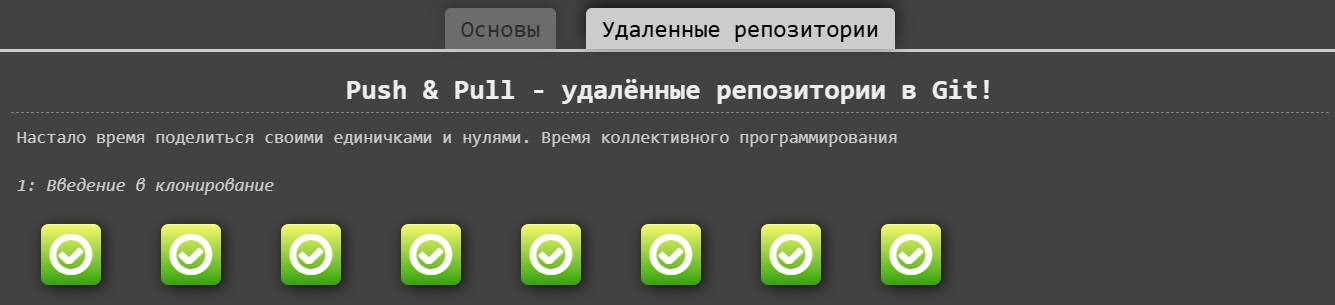 Основы
Удаленные репозитории
Push & Pull - удалённые репозитории в Git!
Настало время поделиться своими единичками и нулями. Время коллективного программирования
1: Введение в клонирование